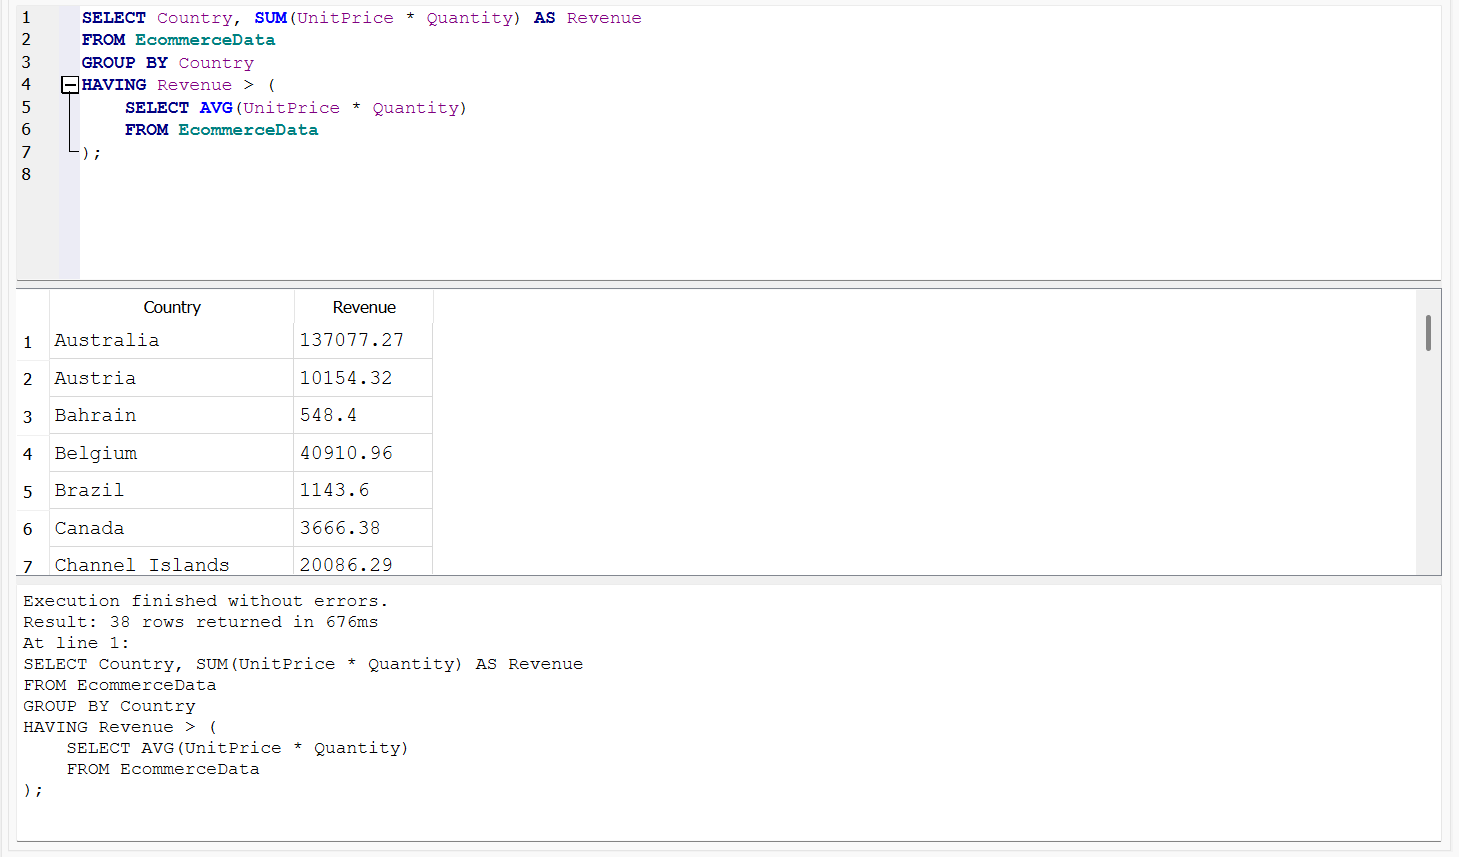 1 SELECT Country, SUM(UnitPrice * Quantity) AS Revenue
2 FROM EcommerceData
3 GROUP BY Country
4 HAVING Revenue > (
5     SELECT AVG(UnitPrice * Quantity)
6     FROM EcommerceData
7 );
8
Country Revenue
1 Australia 137077.27
2 Austria 10154.32
3 Bahrain 548.4
4 Belgium 40910.96
5 Brazil 1143.6
6 Canada 3666.38
7 Channel Islands 20086.29
Execution finished without errors.
Result: 38 rows returned in 676ms
At line 1:
SELECT Country, SUM(UnitPrice * Quantity) AS Revenue
FROM EcommerceData
GROUP BY Country
HAVING Revenue > (
    SELECT AVG(UnitPrice * Quantity)
    FROM EcommerceData
);